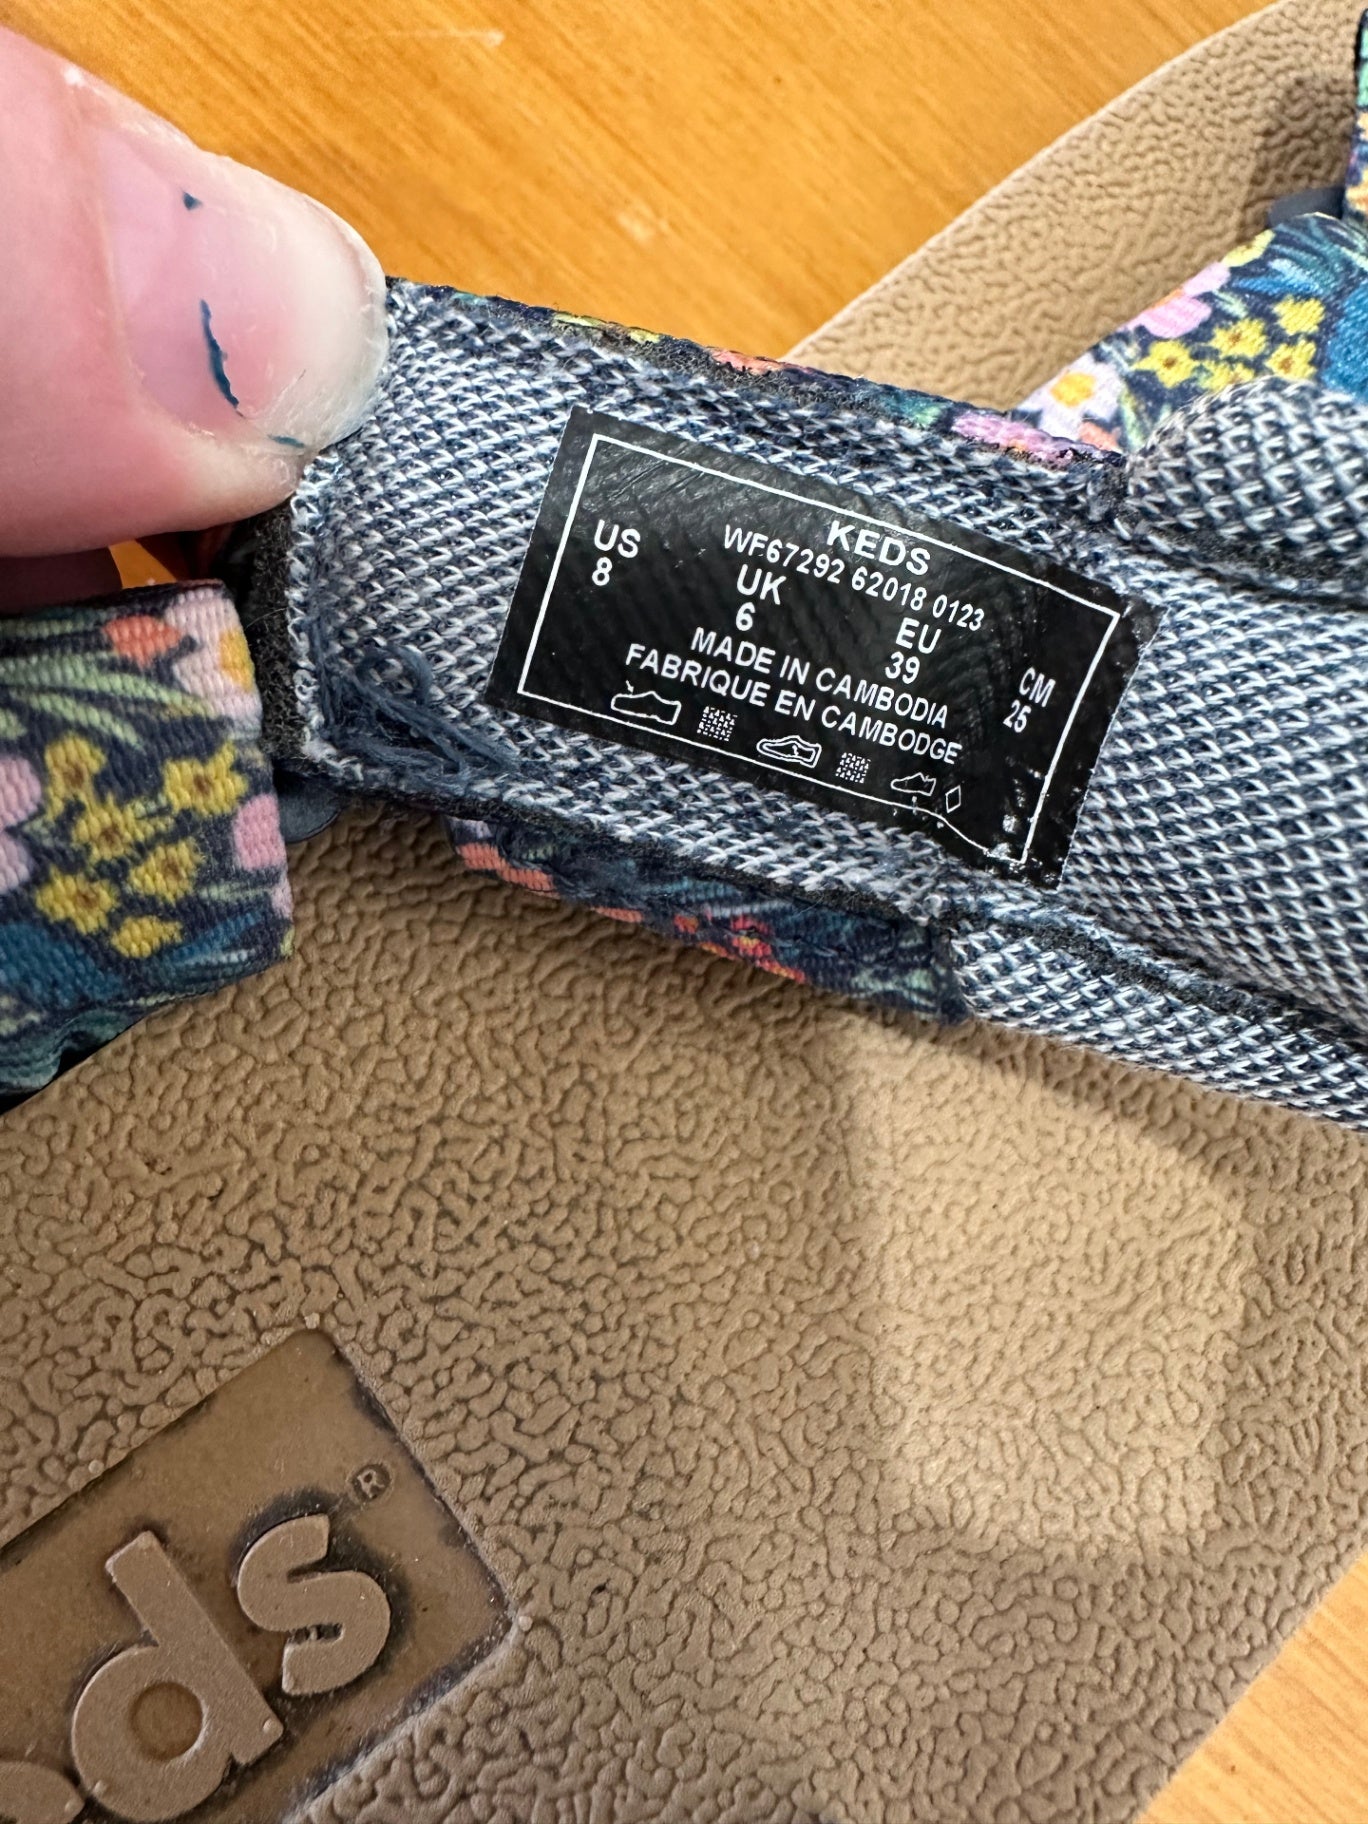 KEDS
WF67292 62018 0123
US UK EU CM
8 6 39 25
MADE IN CAMBODIA
FABRIQUE EN CAMBODGE
eds®